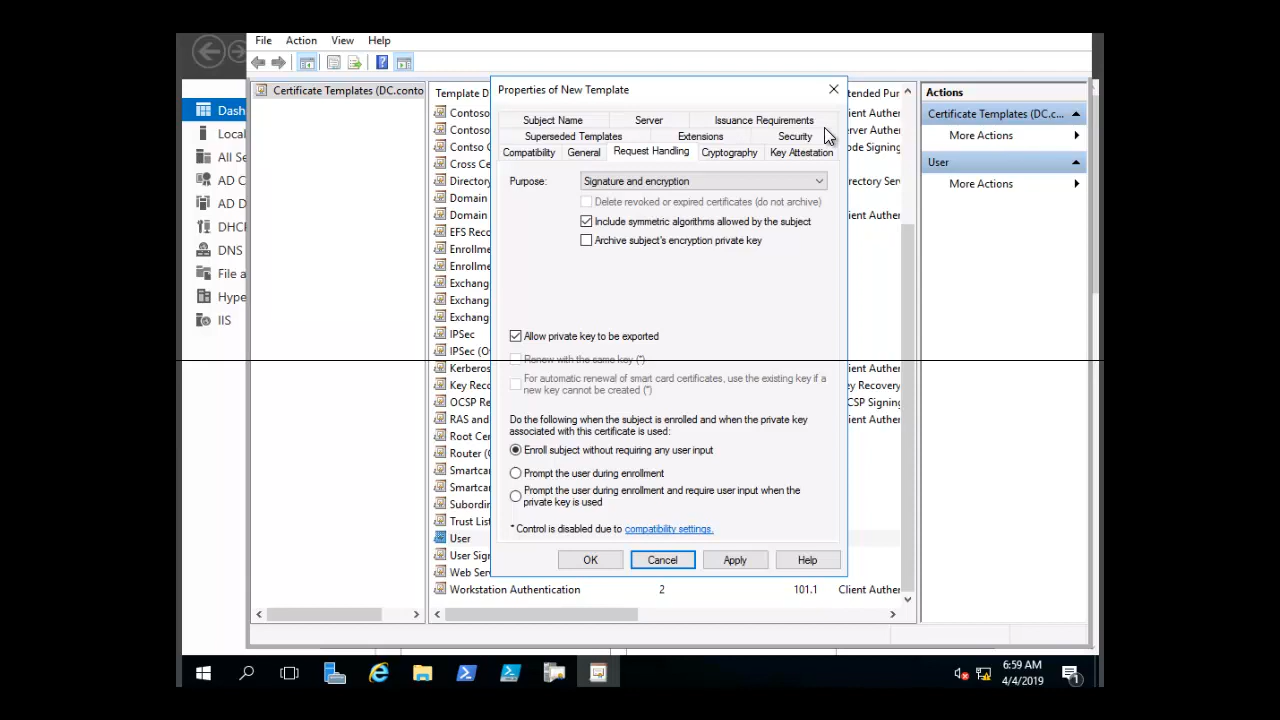 File Action View Help
Certificate Templates (DC.conto
Dash
Local
All Se
AD C
AD D
DHCP
DNS
File a
Hype
IIS
Template D
Contoso
Contoso
Contso
Cross Ce
Directory
Domain
Domain
EFS Reco
Enrollme
Enrollme
Exchang
Exchang
Exchang
IPSec
IPSec (O
Kerberos
Key Reco
OCSP Re
RAS and
Root Cer
Router (
Smartca
Smartca
Subordin
Trust List
User
User Sig
Web Ser
Workstation Authentication 2 101.1 Client Authen
Properties of New Template
Subject Name Server Issuance Requirements
Superseded Templates Extensions Security
Compatibility General Request Handling Cryptography Key Attestation
Purpose: Signature and encryption
Delete revoked or expired certificates (do not archive)
Include symmetric algorithms allowed by the subject
Archive subject's encryption private key
Allow private key to be exported
Renew with the same key (*)
For automatic renewal of smart card certificates, use the existing key if a
new key cannot be created (*)
Do the following when the subject is enrolled and when the private key
associated with this certificate is used:
Enroll subject without requiring any user input
Prompt the user during enrollment
Prompt the user during enrollment and require user input when the
private key is used
* Control is disabled due to compatibility settings.
OK Cancel Apply Help
tended Pur
ient Authen
erver Authe
ode Signing
rectory Serv
ient Authen
ient Authen
ey Recovery
CSP Signing
ient Authen
Actions
Certificate Templates (DC.c...
More Actions
User
More Actions
6:59 AM
4/4/2019
1